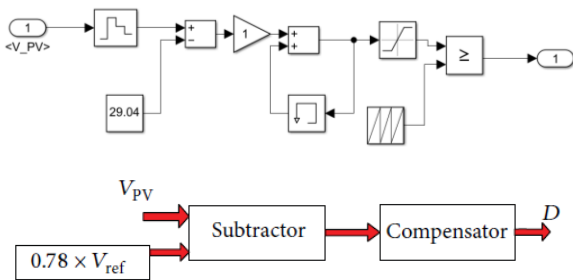 1
<V_PV>
+
−
1
+
+
≥
1
29.04
V_PV
0.78 × V_ref
Subtractor
Compensator
D